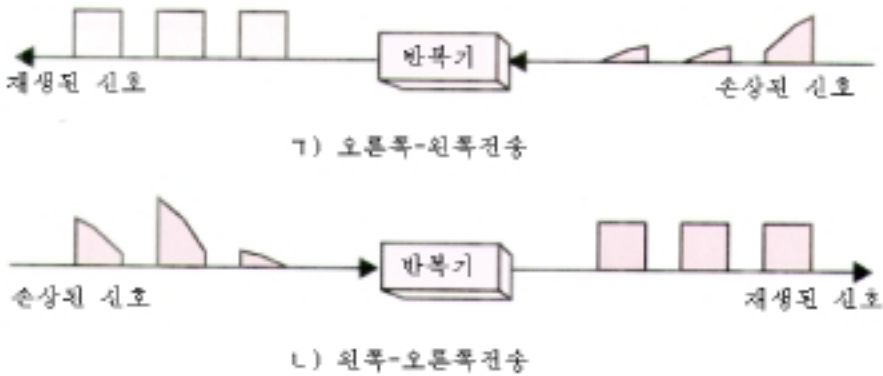 반복기
재생된 신호
손상된 신호
ㄱ) 오른쪽-왼쪽전송
반복기
손상된 신호
재생된 신호
ㄴ) 왼쪽-오른쪽전송